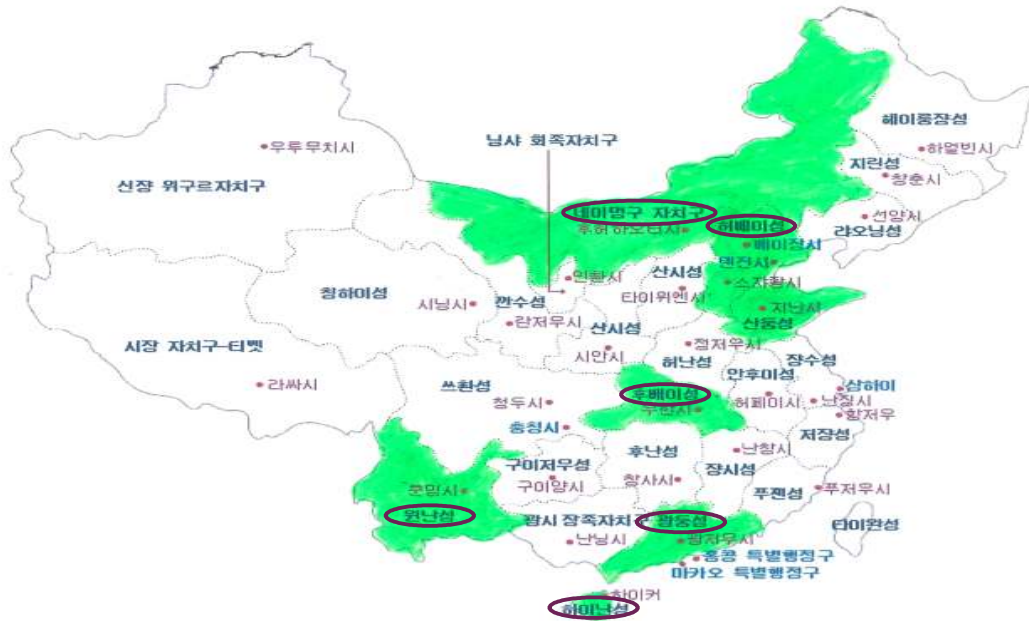 헤이룽쟝성
하얼빈시
닝샤 회족자치구
우루무치시
지린성
창춘시
신쟝 위구르자치구
선양시
네이멍구 자치구
허베이성
랴오닝성
후허하오터시
베이징시
톈진시
산시성
인촨시
스쟈좡시
칭하이성
타이위엔시
시닝시
깐수성
지난시
란저우시
산시성
산둥성
시장 자치구-티벳
정저우시
시안시
허난성
쟝수성
안후이성
라싸시
쓰촨성
상하이
후베이성
청두시
우한시
허페이시
난징시
항저우
충칭시
저쟝성
후난성
난창시
구이저우성
쟝시성
구이양시
창사시
쿤밍시
푸젠성
푸저우시
윈난성
광시 장족자치구
광둥성
타이완성
난닝시
광저우시
홍콩 특별행정구
마카오 특별행정구
하이커
하이난성